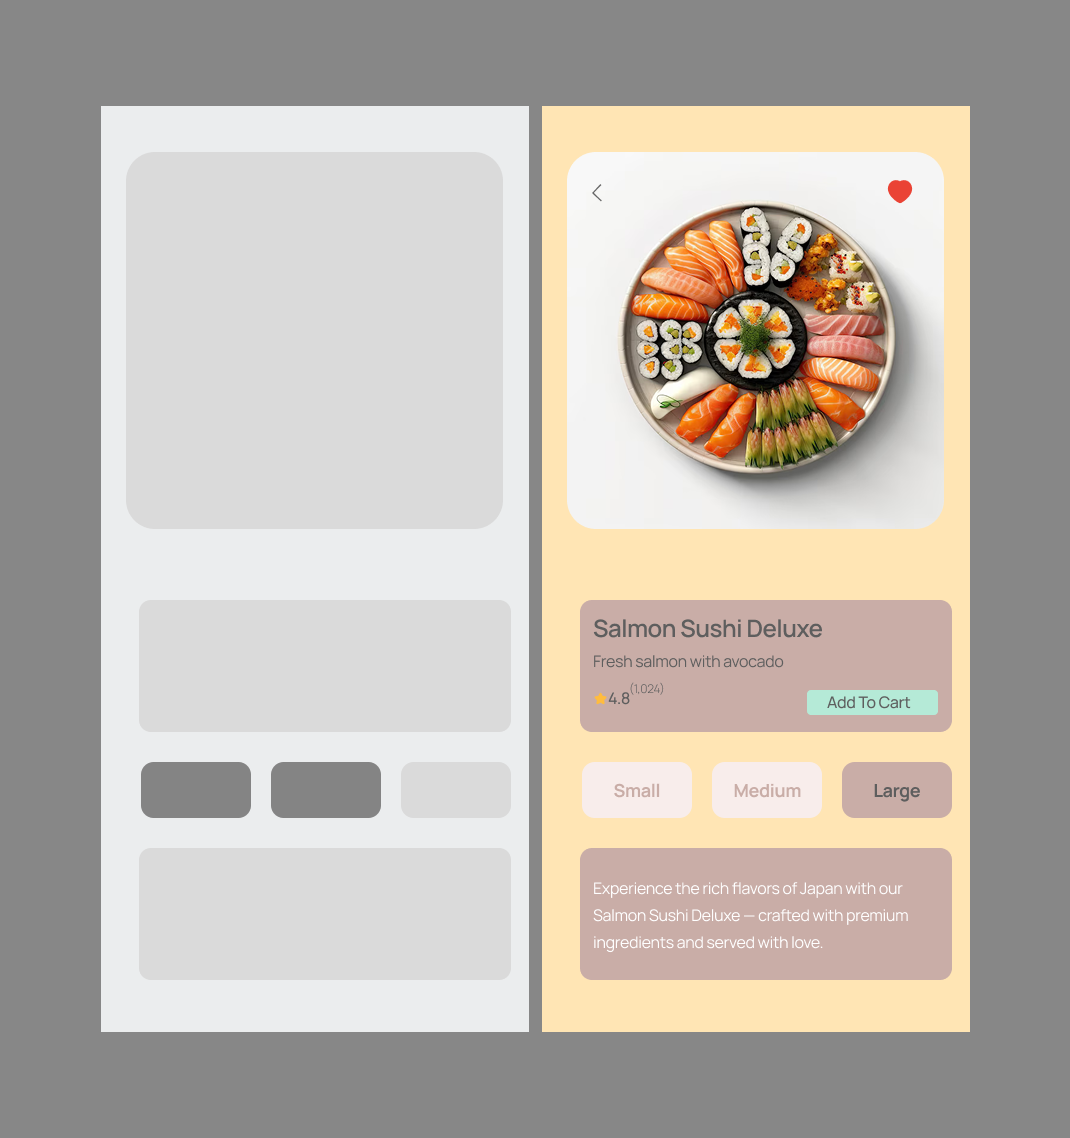 Salmon Sushi Deluxe
Fresh salmon with avocado
4.8 (1,024)
Add To Cart
Small
Medium
Large
Experience the rich flavors of Japan with our
Salmon Sushi Deluxe — crafted with premium
ingredients and served with love.